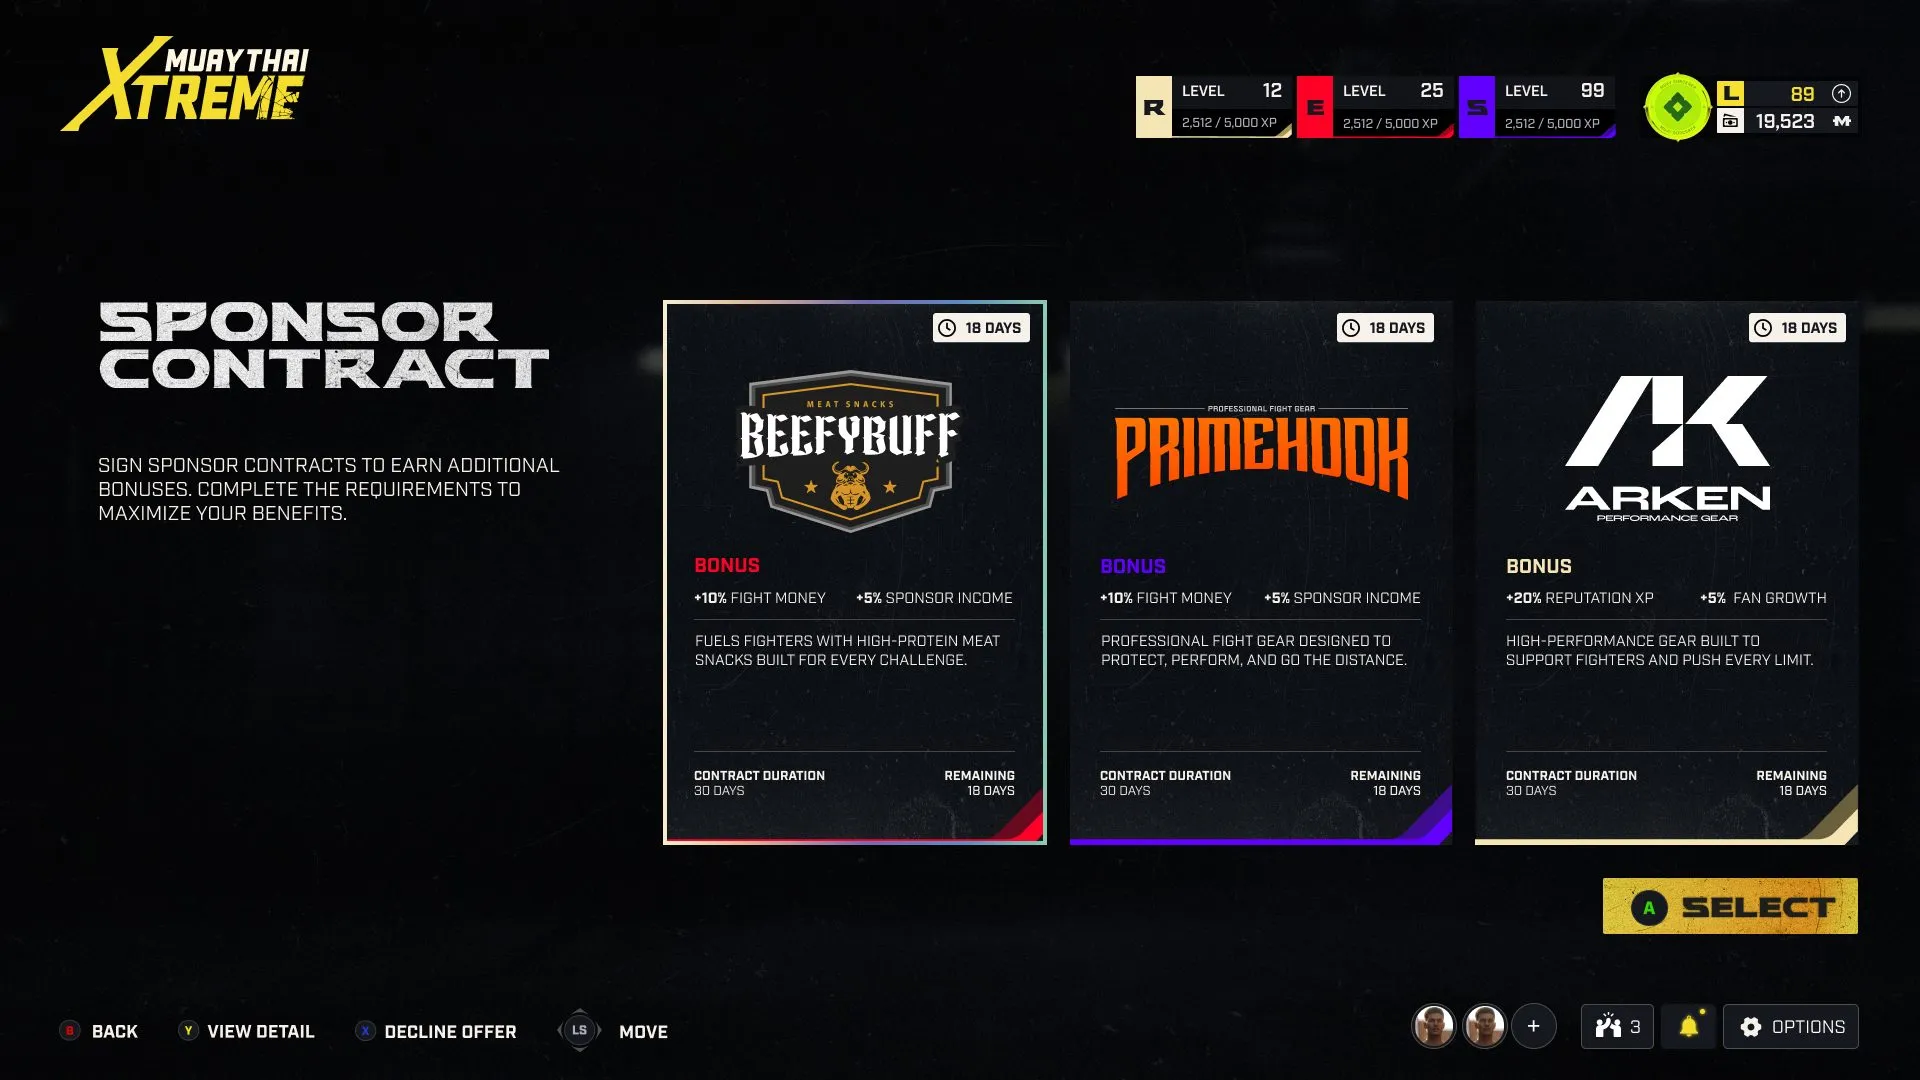 MUAYTHAI
XTREME
R
LEVEL 12
2,512 / 5,000 XP
E
LEVEL 25
2,512 / 5,000 XP
S
LEVEL 99
2,512 / 5,000 XP
L 89
19,523 M
SPONSOR
CONTRACT
SIGN SPONSOR CONTRACTS TO EARN ADDITIONAL
BONUSES. COMPLETE THE REQUIREMENTS TO
MAXIMIZE YOUR BENEFITS.
18 DAYS
MEAT SNACKS
BEEFYBUFF
BONUS
+10% FIGHT MONEY +5% SPONSOR INCOME
FUELS FIGHTERS WITH HIGH-PROTEIN MEAT
SNACKS BUILT FOR EVERY CHALLENGE.
CONTRACT DURATION REMAINING
30 DAYS 18 DAYS
18 DAYS
PROFESSIONAL FIGHT GEAR
PRIMEHOOK
BONUS
+10% FIGHT MONEY +5% SPONSOR INCOME
PROFESSIONAL FIGHT GEAR DESIGNED TO
PROTECT, PERFORM, AND GO THE DISTANCE.
CONTRACT DURATION REMAINING
30 DAYS 18 DAYS
18 DAYS
AK
ARKEN
PERFORMANCE GEAR
BONUS
+20% REPUTATION XP +5% FAN GROWTH
HIGH-PERFORMANCE GEAR BUILT TO
SUPPORT FIGHTERS AND PUSH EVERY LIMIT.
CONTRACT DURATION REMAINING
30 DAYS 18 DAYS
A SELECT
B BACK Y VIEW DETAIL X DECLINE OFFER LS MOVE
+ 3 OPTIONS